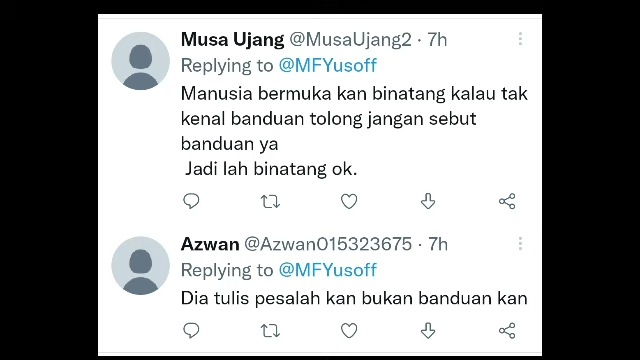 Musa Ujang @MusaUjang2 · 7h
Replying to @MFYusoff
Manusia bermuka kan binatang kalau tak
kenal banduan tolong jangan sebut
banduan ya
Jadi lah binatang ok.
Azwan @Azwan015323675 · 7h
Replying to @MFYusoff
Dia tulis pesalah kan bukan banduan kan